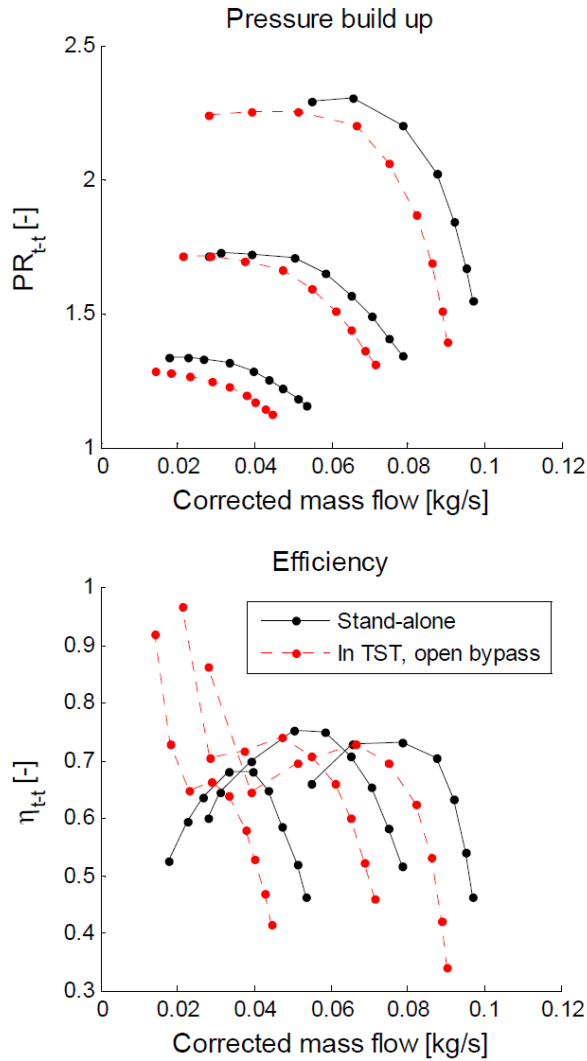 Pressure build up
2.5
2
1.5
1
PR_t-t [-]
0 0.02 0.04 0.06 0.08 0.1 0.12
Corrected mass flow [kg/s]
Efficiency
1
0.9
0.8
0.7
0.6
0.5
0.4
0.3
η_t-t [-]
Stand-alone
In TST, open bypass
0 0.02 0.04 0.06 0.08 0.1 0.12
Corrected mass flow [kg/s]